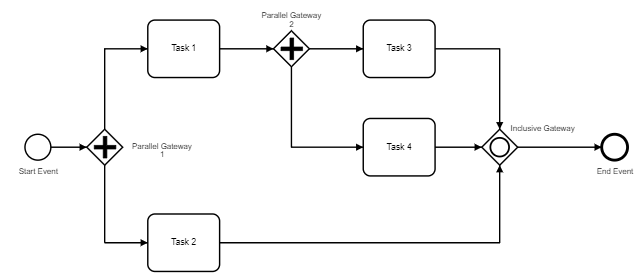 Parallel Gateway
2
Task 1
Task 3
Inclusive Gateway
Parallel Gateway
1
Task 4
Start Event
End Event
Task 2